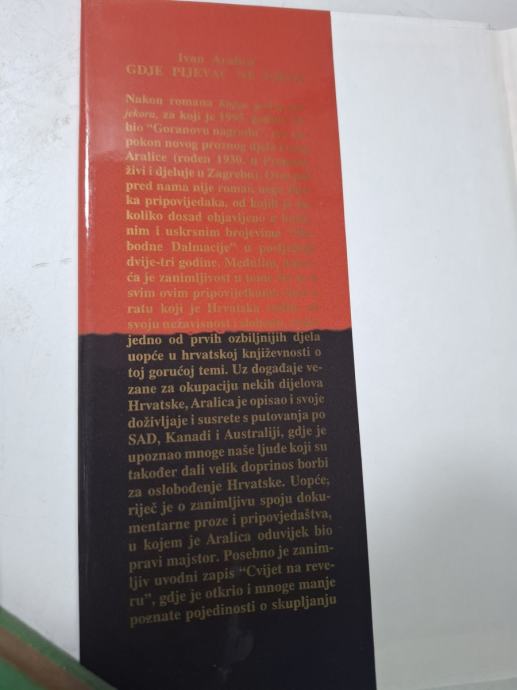 Ivan Aralica
GDJE PIJEVAC NE
Nakon romana Knjiga
jekora, za koji je 1995. godine
bio "Goranovu nagradu",
pokon novog proznog djela
Aralice (rođen 1930. u
živi i djeluje u Zagrebu).
pred nama nije roman, nego
ka pripovijedaka, od kojih je
koliko dosad objavljeno u
nim i uskrsnim brojevima
bodne Dalmacije" u posljednje
dvije-tri godine. Međutim,
ća je zanimljivost u tome
svim ovim pripovijetkama
ratu koji je Hrvatska
svoju nezavisnost i slobodu,
jedno od prvih ozbiljnijih djela
uopće u hrvatskoj književnosti o
toj gorućoj temi. Uz događaje ve-
zane za okupaciju nekih dijelova
Hrvatske, Aralica je opisao i svoje
doživljaje i susrete s putovanja po
SAD, Kanadi i Australiji, gdje je
upoznao mnoge naše ljude koji su
također dali velik doprinos borbi
za oslobođenje Hrvatske. Uopće,
riječ je o zanimljivu spoju doku-
mentarne proze i pripovjedaštva,
u kojem je Aralica oduvijek bio
pravi majstor. Posebno je zanim-
ljiv uvodni zapis "Cvijet na reve-
ru", gdje je otkrio i mnoge manje
poznate pojedinosti o skupljanju